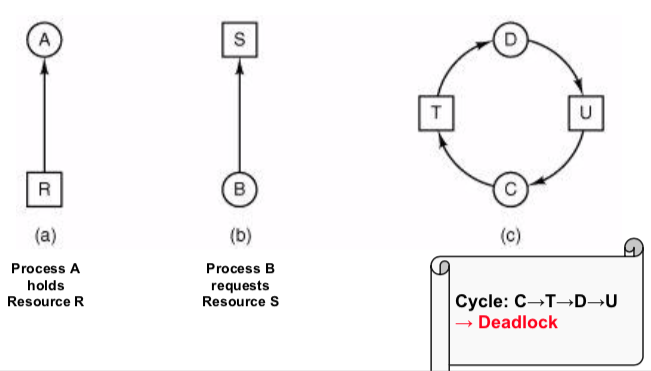 A
S
D
T
U
R
B
C
(a)
(b)
(c)
Process A
holds
Resource R
Process B
requests
Resource S
Cycle: C→T→D→U
→ Deadlock